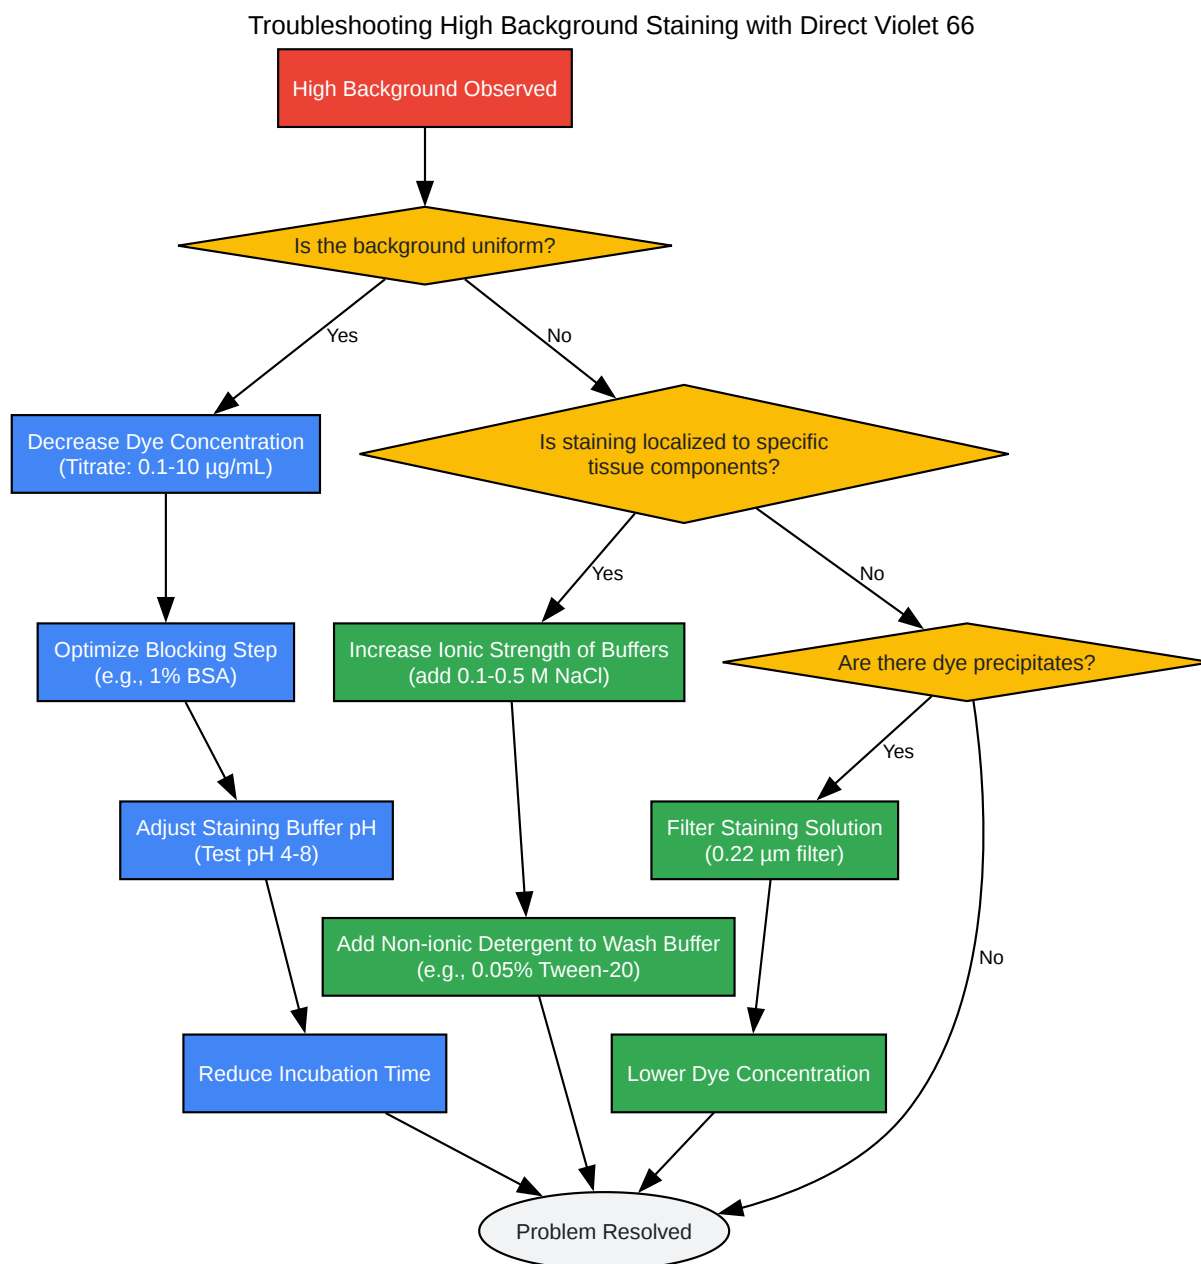 Troubleshooting High Background Staining with Direct Violet 66
High Background Observed
Is the background uniform?
Yes
No
Decrease Dye Concentration
(Titrate: 0.1-10 µg/mL)
Is staining localized to specific
tissue components?
Yes
No
Optimize Blocking Step
(e.g., 1% BSA)
Increase Ionic Strength of Buffers
(add 0.1-0.5 M NaCl)
Are there dye precipitates?
Yes
Adjust Staining Buffer pH
(Test pH 4-8)
Filter Staining Solution
(0.22 µm filter)
Add Non-ionic Detergent to Wash Buffer
(e.g., 0.05% Tween-20)
No
Reduce Incubation Time
Lower Dye Concentration
Problem Resolved